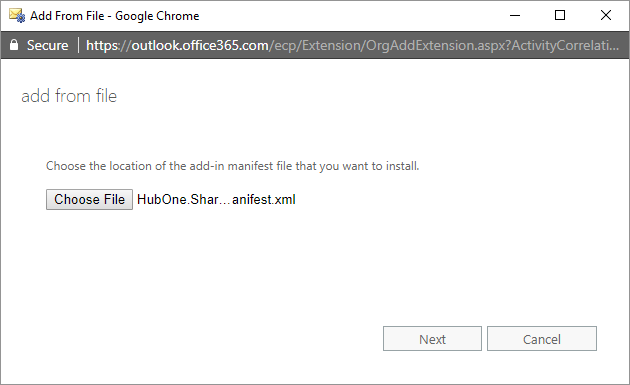 Add From File - Google Chrome
Secure | https://outlook.office365.com/ecp/Extension/OrgAddExtension.aspx?ActivityCorrelati...
add from file
Choose the location of the add-in manifest file that you want to install.
Choose File HubOne.Shar...anifest.xml
Next Cancel